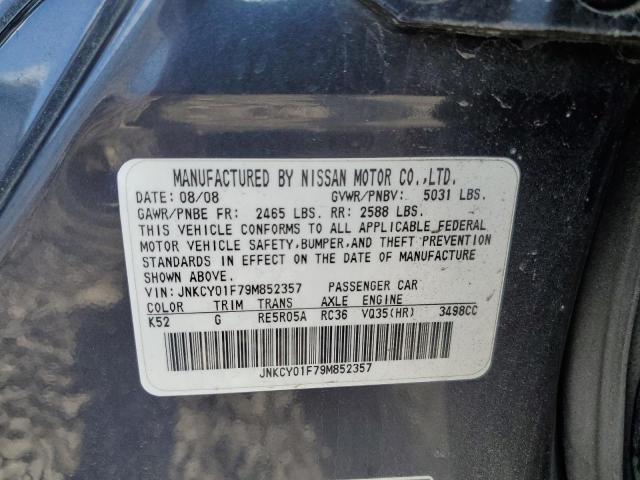 MANUFACTURED BY NISSAN MOTOR CO.,LTD.
DATE: 08/08 GVWR/PNBV: 5031 LBS.
GAWR/PNBE FR: 2465 LBS. RR: 2588 LBS.
THIS VEHICLE CONFORMS TO ALL APPLICABLE FEDERAL
MOTOR VEHICLE SAFETY, BUMPER, AND THEFT PREVENTION
STANDARDS IN EFFECT ON THE DATE OF MANUFACTURE
SHOWN ABOVE.
VIN: JNKCY01F79M852357 PASSENGER CAR
COLOR TRIM TRANS AXLE ENGINE
K52 G RE5R05A RC36 VQ35(HR) 3498CC
JNKCY01F79M852357